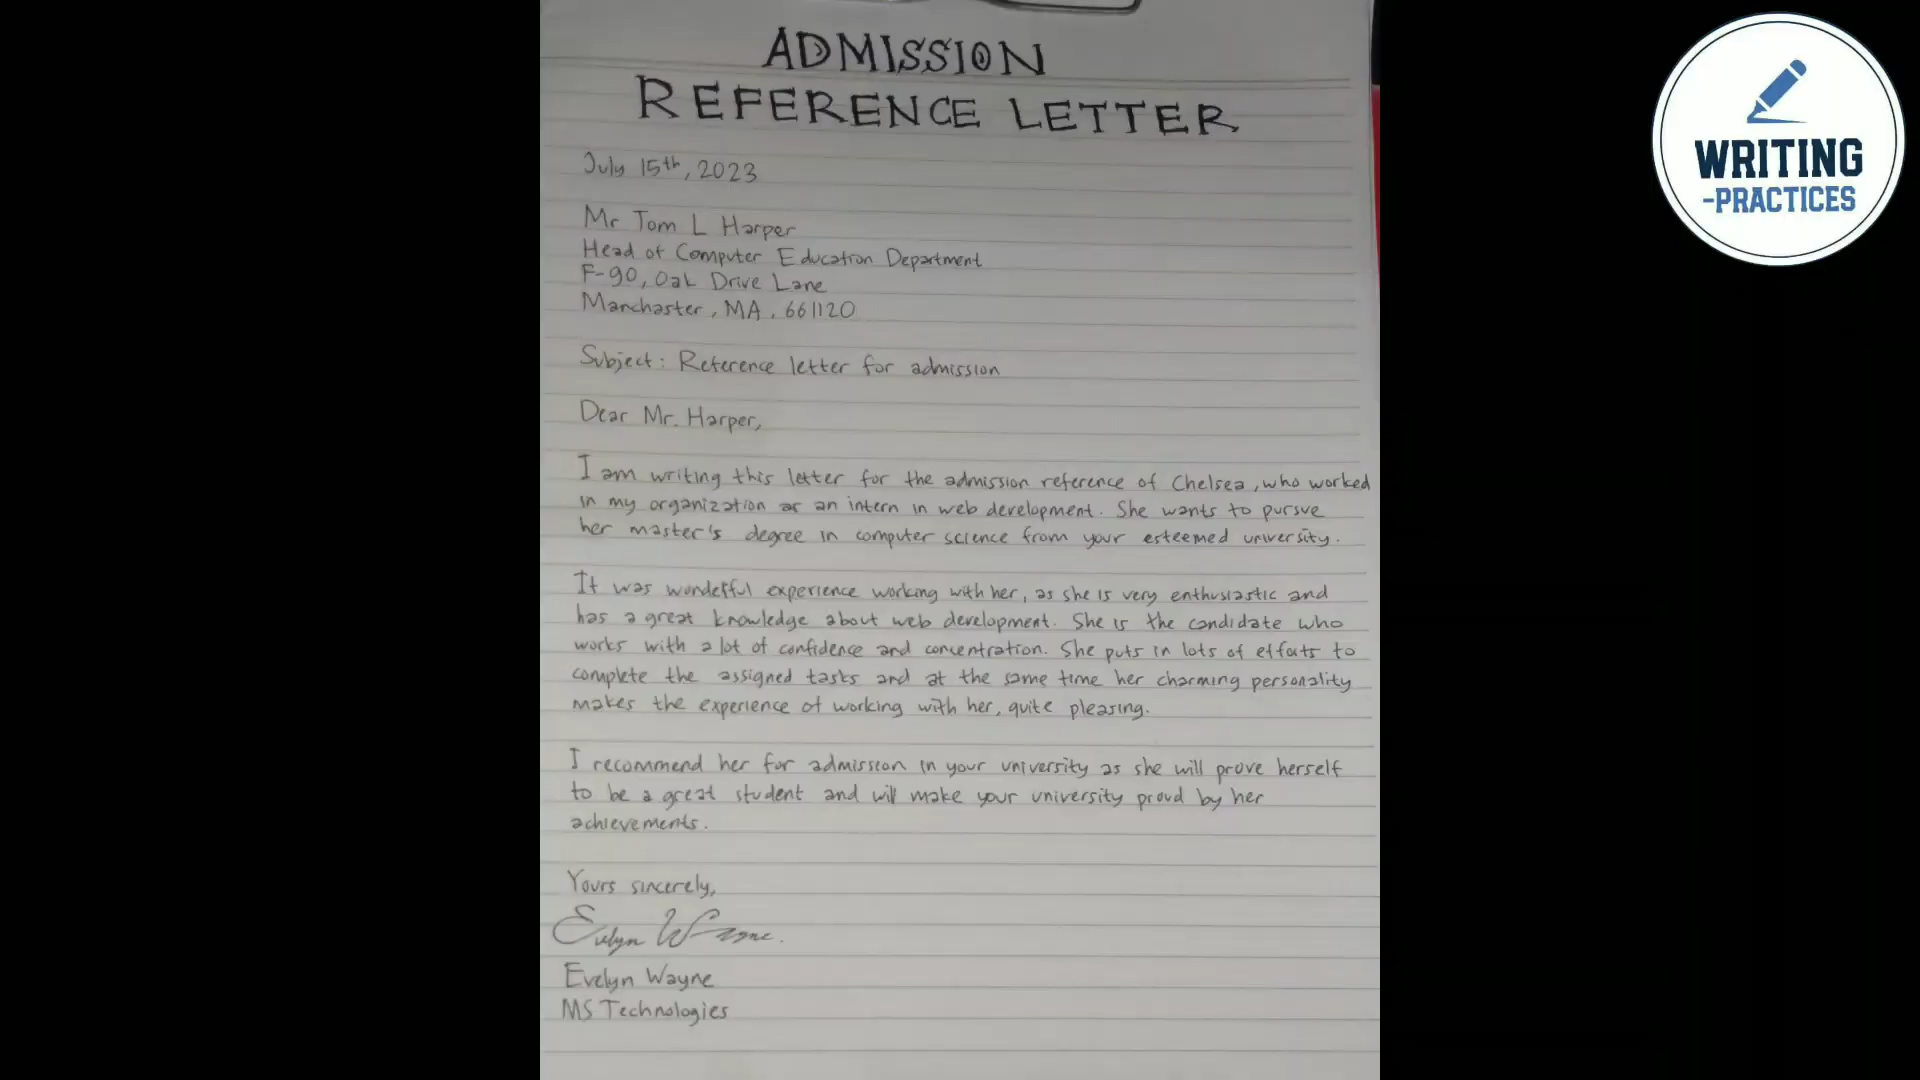 ADMISSION
REFERENCE LETTER
July 15th, 2023
Mr Tom L Harper
Head of Computer Education Department
F-90, Oak Drive Lane
Manchaster, MA, 661120
Subject: Reference letter for admission
Dear Mr. Harper,
I am writing this letter for the admission reference of Chelsea, who worked
in my organization as an intern in web development. She wants to pursue
her master's degree in computer science from your esteemed university.
It was wonderful experience working with her, as she is very enthusiastic and
has a great knowledge about web development. She is the candidate who
works with a lot of confidence and concentration. She puts in lots of efforts to
complete the assigned tasks and at the same time her charming personality
makes the experience of working with her, quite pleasing.
I recommend her for admission in your university as she will prove herself
to be a great student and will make your university proud by her
achievements.
Yours sincerely,
Evelyn Wayne.
Evelyn Wayne
MS Technologies
WRITING
-PRACTICES